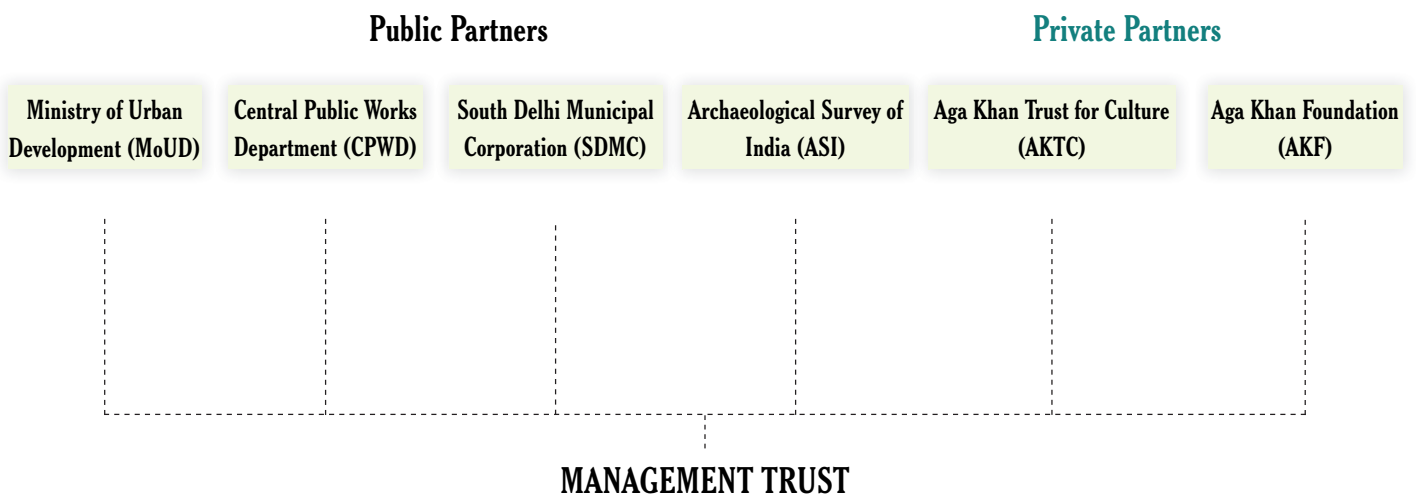 Public Partners
Private Partners
Ministry of Urban
Development (MoUD)
Central Public Works
Department (CPWD)
South Delhi Municipal
Corporation (SDMC)
Archaeological Survey of
India (ASI)
Aga Khan Trust for Culture
(AKTC)
Aga Khan Foundation
(AKF)
MANAGEMENT TRUST